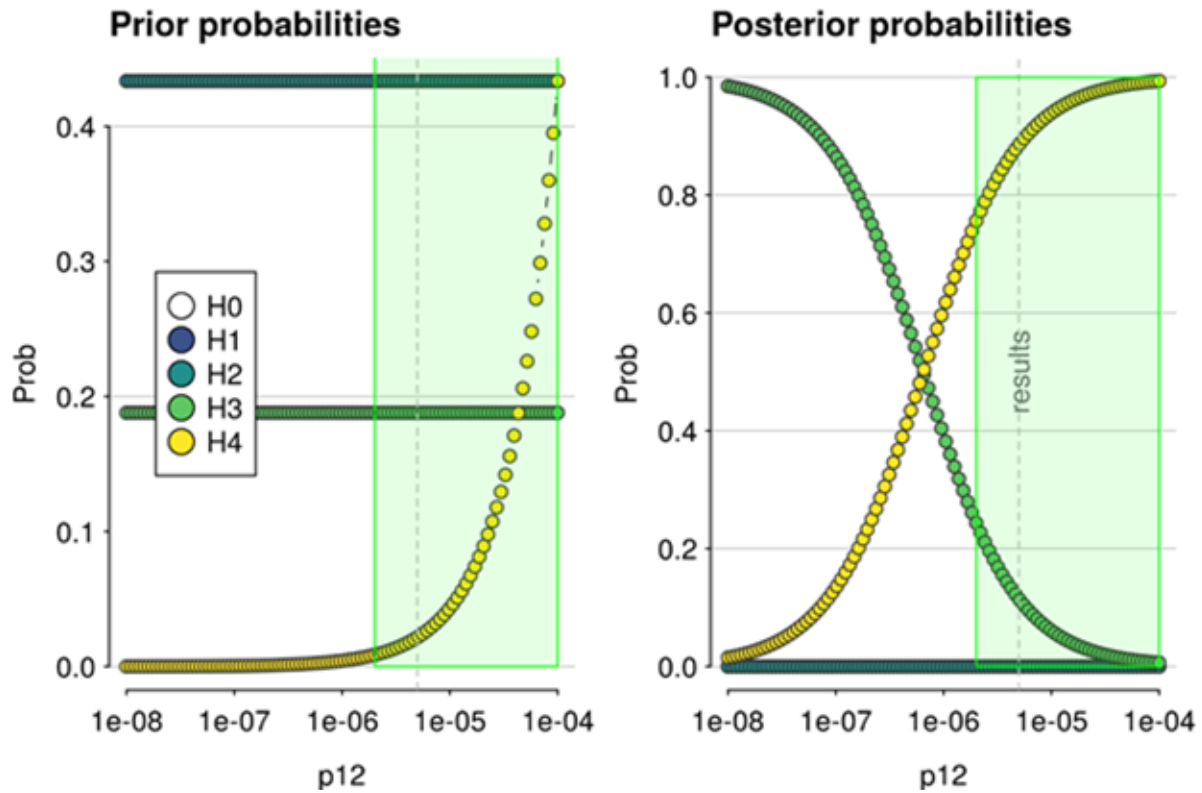 Prior probabilities
Prob
0.4
0.3
0.2
0.1
0.0
H0
H1
H2
H3
H4
1e-08 1e-07 1e-06 1e-05 1e-04
p12
Posterior probabilities
Prob
1.0
0.8
0.6
0.4
0.2
0.0
results
1e-08 1e-07 1e-06 1e-05 1e-04
p12